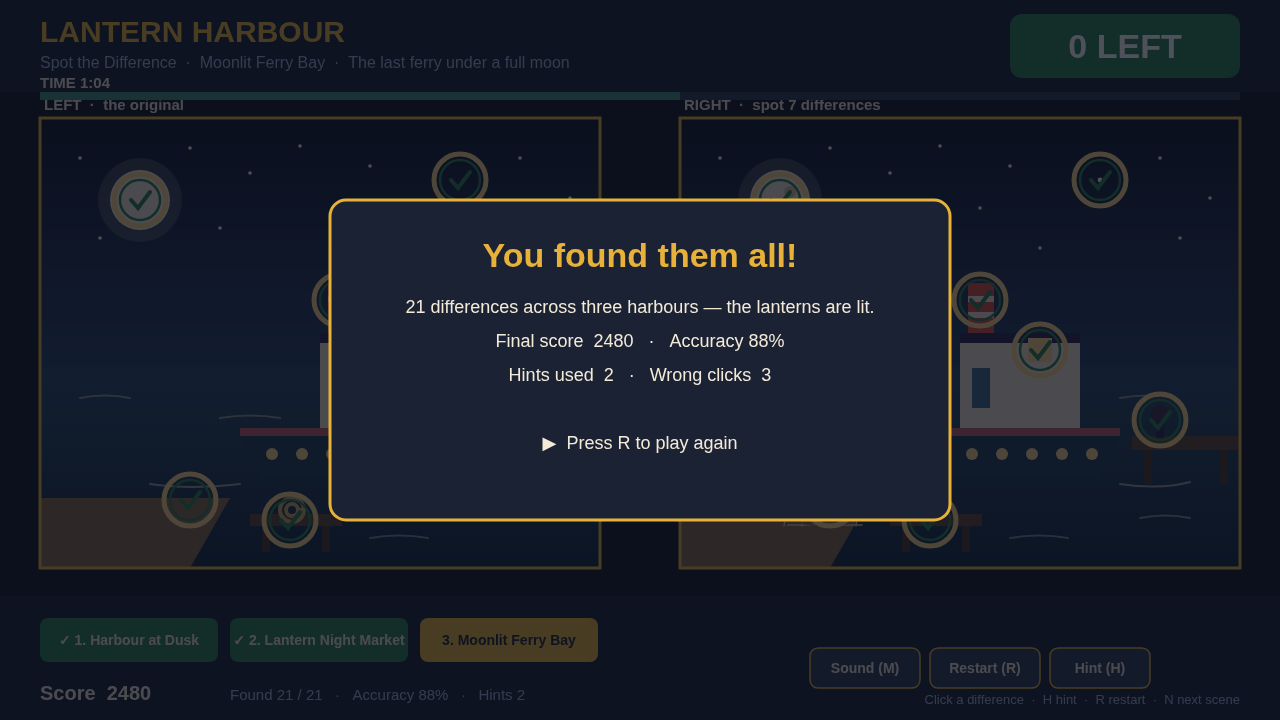 LANTERN HARBOUR
0 LEFT
Spot the Difference · Moonlit Ferry Bay · The last ferry under a full moon
TIME 1:04
LEFT · the original
RIGHT · spot 7 differences
You found them all!
21 differences across three harbours — the lanterns are lit.
Final score 2480 · Accuracy 88%
Hints used 2 · Wrong clicks 3
▶ Press R to play again
✓ 1. Harbour at Dusk
✓ 2. Lantern Night Market
3. Moonlit Ferry Bay
Sound (M)
Restart (R)
Hint (H)
Score 2480
Found 21 / 21 · Accuracy 88% · Hints 2
Click a difference · H hint · R restart · N next scene